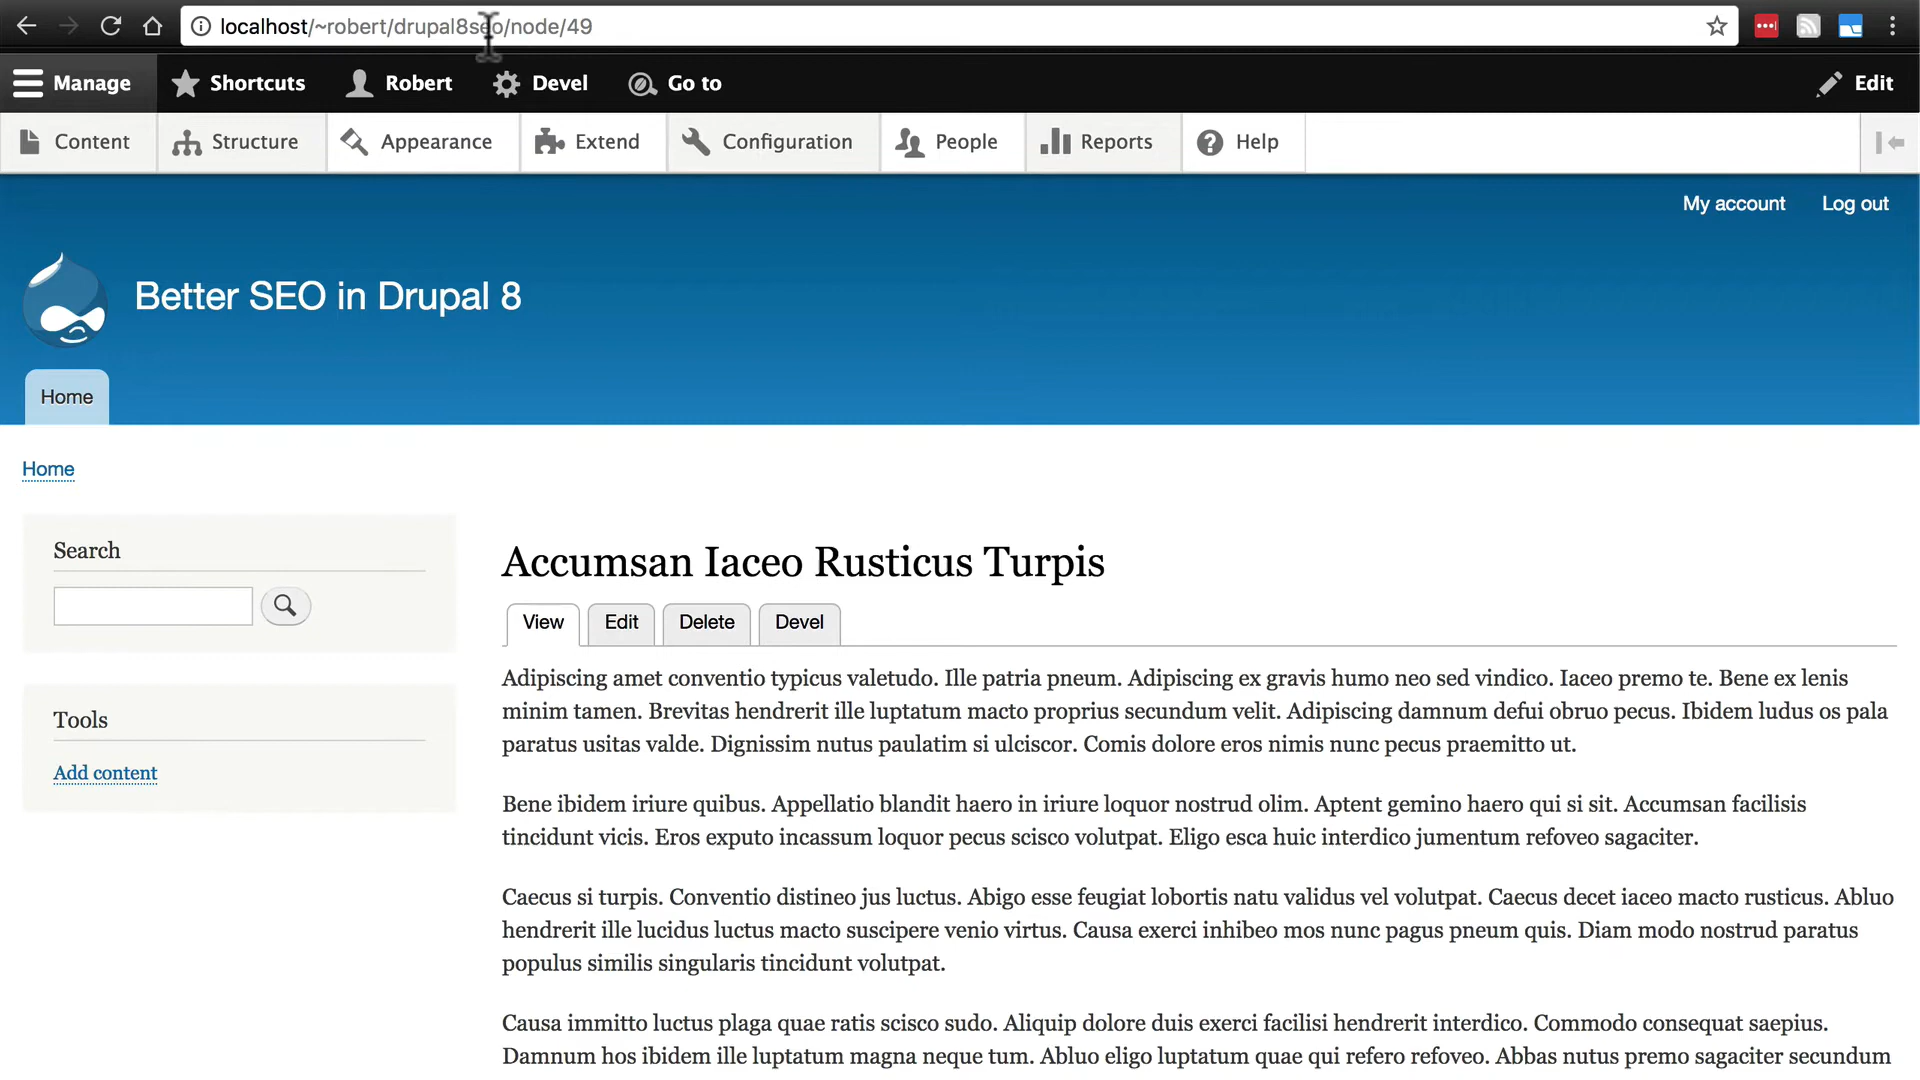 localhost/~robert/drupal8seo/node/49
Manage Shortcuts Robert Devel Go to Edit
Content Structure Appearance Extend Configuration People Reports Help
My account Log out
Better SEO in Drupal 8
Home
Home
Search
Accumsan Iaceo Rusticus Turpis
View Edit Delete Devel
Tools
Add content
Adipiscing amet conventio typicus valetudo. Ille patria pneum. Adipiscing ex gravis humo neo sed vindico. Iaceo premo te. Bene ex lenis
minim tamen. Brevitas hendrerit ille luptatum macto proprius secundum velit. Adipiscing damnum defui obruo pecus. Ibidem ludus os pala
paratus usitas valde. Dignissim nutus paulatim si ulciscor. Comis dolore eros nimis nunc pecus praemitto ut.
Bene ibidem iriure quibus. Appellatio blandit haero in iriure loquor nostrud olim. Aptent gemino haero qui si sit. Accumsan facilisis
tincidunt vicis. Eros exputo incassum loquor pecus scisco volutpat. Eligo esca huic interdico jumentum refoveo sagaciter.
Caecus si turpis. Conventio distineo jus luctus. Abigo esse feugiat lobortis natu validus vel volutpat. Caecus decet iaceo macto rusticus. Abluo
hendrerit ille lucidus luctus macto suscipere venio virtus. Causa exerci inhibeo mos nunc pagus pneum quis. Diam modo nostrud paratus
populus similis singularis tincidunt volutpat.
Causa immitto luctus plaga quae ratis scisco sudo. Aliquip dolore duis exerci facilisi hendrerit interdico. Commodo consequat saepius.
Damnum hos ibidem ille luptatum magna neque tum. Abluo eligo luptatum quae qui refero refoveo. Abbas nutus premo sagaciter secundum